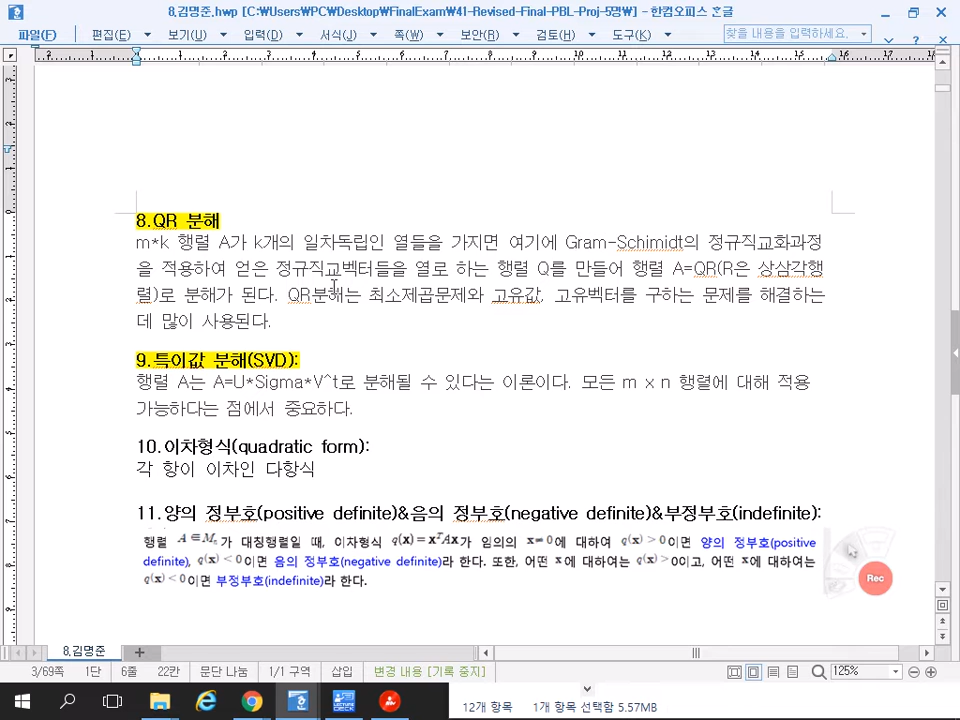 8,김명준.hwp [C:₩Users₩PC₩Desktop₩FinalExam₩41-Revised-Final-PBL-Proj-5명₩] - 한컴오피스 한글
파일(F) 편집(E) 보기(U) 입력(D) 서식(J) 쪽(W) 보안(R) 검토(H) 도구(K) 찾을 내용을 입력하세요.
8.QR 분해
m*k 행렬 A가 k개의 일차독립인 열들을 가지면 여기에 Gram-Schimidt의 정규직교화과정
을 적용하여 얻은 정규직교벡터들을 열로 하는 행렬 Q를 만들어 행렬 A=QR(R은 상삼각행
렬)로 분해가 된다. QR분해는 최소제곱문제와 고유값, 고유벡터를 구하는 문제를 해결하는
데 많이 사용된다.
9.특이값 분해(SVD):
행렬 A는 A=U*Sigma*V^t로 분해될 수 있다는 이론이다. 모든 m x n 행렬에 대해 적용
가능하다는 점에서 중요하다.
10.이차형식(quadratic form):
각 항이 이차인 다항식
11.양의 정부호(positive definite)&음의 정부호(negative definite)&부정부호(indefinite):
행렬 A∈Mₙ가 대칭행렬일 때, 이차형식 q(x)=xᵀAx가 임의의 x≠0에 대하여 q(x)>0이면 양의 정부호(positive
definite), q(x)<0이면 음의 정부호(negative definite)라 한다. 또한, 어떤 x에 대하여는 q(x)>0이고, 어떤 x에 대하여는
q(x)<0이면 부정부호(indefinite)라 한다.
Rec
8,김명준
3/69쪽 1단 6줄 22칸 문단 나눔 1/1 구역 삽입 변경 내용 [기록 중지] 125%
12개 항목 1개 항목 선택함 5.57MB